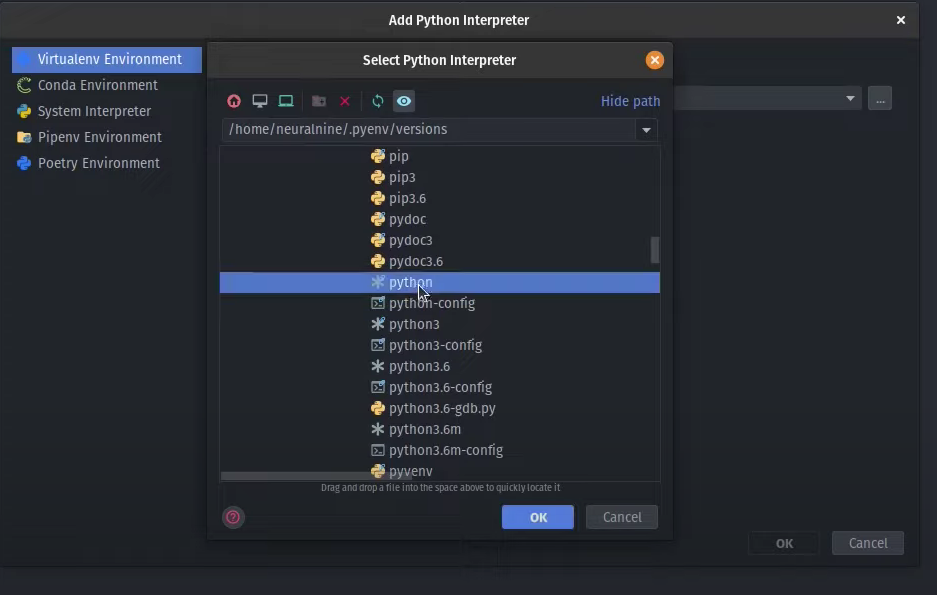 Add Python Interpreter
Virtualenv Environment
Conda Environment
System Interpreter
Pipenv Environment
Poetry Environment
...
Select Python Interpreter
Hide path
/home/neuralnine/.pyenv/versions
pip
pip3
pip3.6
pydoc
pydoc3
pydoc3.6
python
python-config
python3
python3-config
python3.6
python3.6-config
python3.6-gdb.py
python3.6m
python3.6m-config
pyvenv
Drag and drop a file into the space above to quickly locate it
?
OK
Cancel
OK
Cancel